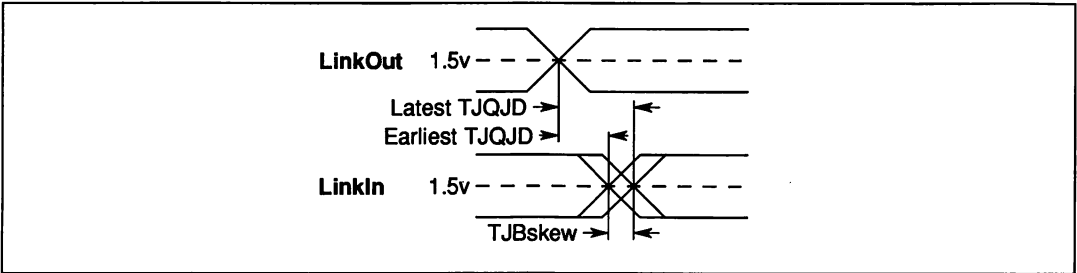 LinkOut 1.5v
Latest TJQJD
Earliest TJQJD
LinkIn 1.5v
TJBskew